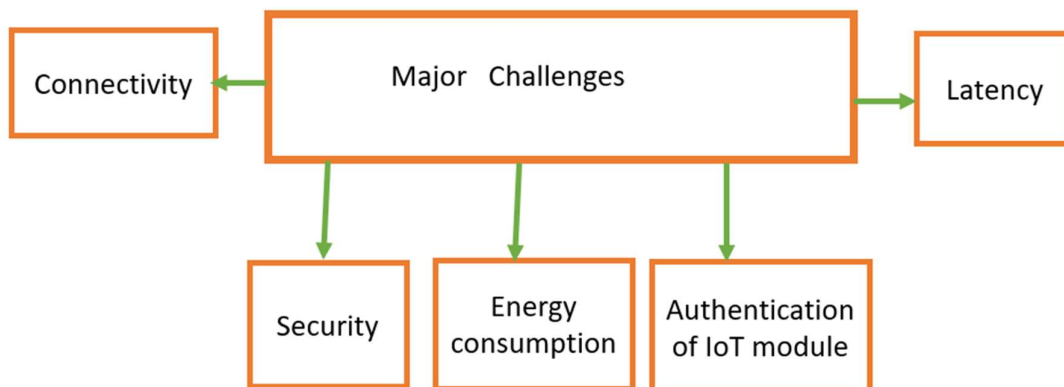 Major Challenges
Connectivity
Latency
Security
Energy
consumption
Authentication
of IoT module